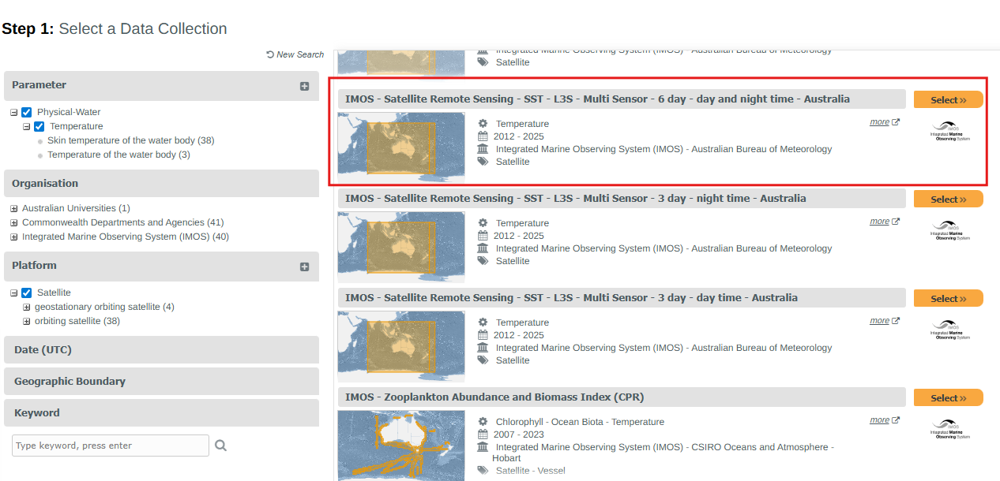 Step 1: Select a Data Collection
New Search
Parameter
Physical-Water
Temperature
Skin temperature of the water body (38)
Temperature of the water body (3)
Organisation
Australian Universities (1)
Commonwealth Departments and Agencies (41)
Integrated Marine Observing System (IMOS) (40)
Platform
Satellite
geostationary orbiting satellite (4)
orbiting satellite (38)
Date (UTC)
Geographic Boundary
Keyword
Type keyword, press enter
Integrated Marine Observing System (IMOS) - Australian Bureau of Meteorology
Satellite
IMOS - Satellite Remote Sensing - SST - L3S - Multi Sensor - 6 day - day and night time - Australia
Select »
Temperature
more
2012 - 2025
Integrated Marine Observing System (IMOS) - Australian Bureau of Meteorology
Satellite
IMOS
Integrated Marine
Observing System
IMOS - Satellite Remote Sensing - SST - L3S - Multi Sensor - 3 day - night time - Australia
Select »
Temperature
more
2012 - 2025
Integrated Marine Observing System (IMOS) - Australian Bureau of Meteorology
Satellite
IMOS
Integrated Marine
Observing System
IMOS - Satellite Remote Sensing - SST - L3S - Multi Sensor - 3 day - day time - Australia
Select »
Temperature
more
2012 - 2025
Integrated Marine Observing System (IMOS) - Australian Bureau of Meteorology
Satellite
IMOS
Integrated Marine
Observing System
IMOS - Zooplankton Abundance and Biomass Index (CPR)
Select »
Chlorophyll - Ocean Biota - Temperature
more
2007 - 2023
Integrated Marine Observing System (IMOS) - CSIRO Oceans and Atmosphere -
Hobart
Satellite - Vessel
IMOS
Integrated Marine
Observing System